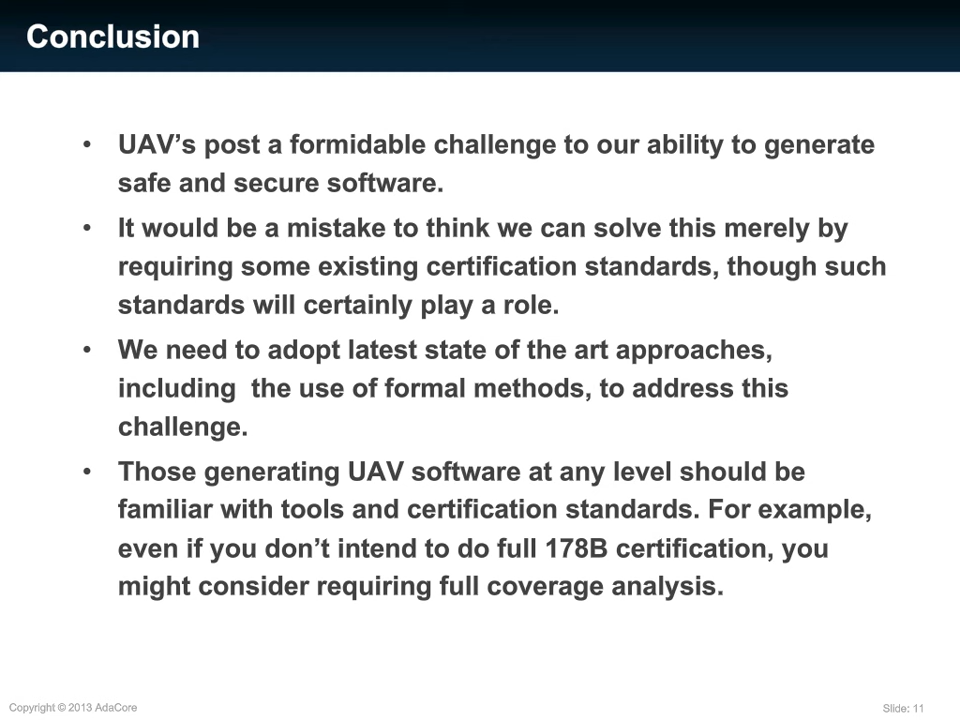 Conclusion
• UAV’s post a formidable challenge to our ability to generate
safe and secure software.
• It would be a mistake to think we can solve this merely by
requiring some existing certification standards, though such
standards will certainly play a role.
• We need to adopt latest state of the art approaches,
including  the use of formal methods, to address this
challenge.
• Those generating UAV software at any level should be
familiar with tools and certification standards. For example,
even if you don’t intend to do full 178B certification, you
might consider requiring full coverage analysis.
Copyright © 2013 AdaCore
Slide: 11